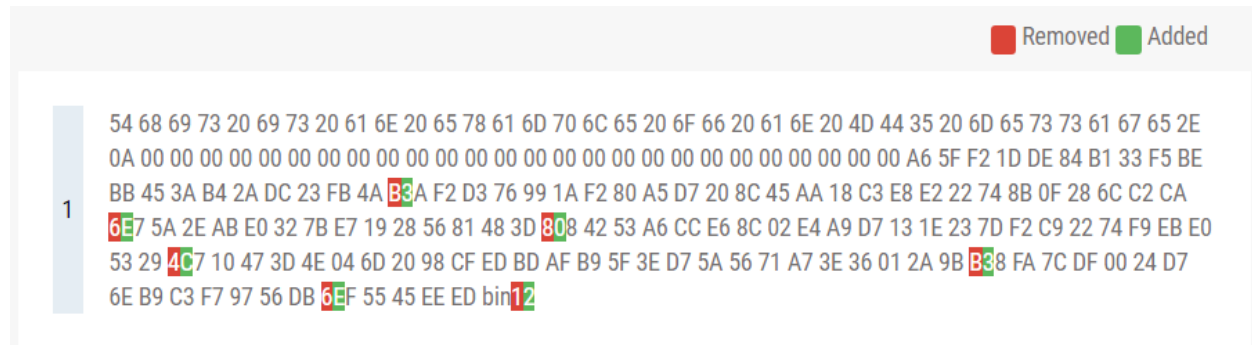 Removed Added
54 68 69 73 20 69 73 20 61 6E 20 65 78 61 6D 70 6C 65 20 6F 66 20 61 6E 20 4D 44 35 20 6D 65 73 73 61 67 65 2E
0A 00 00 00 00 00 00 00 00 00 00 00 00 00 00 00 00 00 00 00 00 00 00 00 00 00 00 A6 5F F2 1D DE 84 B1 33 F5 BE
1 BB 45 3A B4 2A DC 23 FB 4A B3A F2 D3 76 99 1A F2 80 A5 D7 20 8C 45 AA 18 C3 E8 E2 22 74 8B 0F 28 6C C2 CA
6E7 5A 2E AB E0 32 7B E7 19 28 56 81 48 3D 808 42 53 A6 CC E6 8C 02 E4 A9 D7 13 1E 23 7D F2 C9 22 74 F9 EB E0
53 29 4C7 10 47 3D 4E 04 6D 20 98 CF ED BD AF B9 5F 3E D7 5A 56 71 A7 3E 36 01 2A 9B B38 FA 7C DF 00 24 D7
6E B9 C3 F7 97 56 DB 6EF 55 45 EE ED bin12